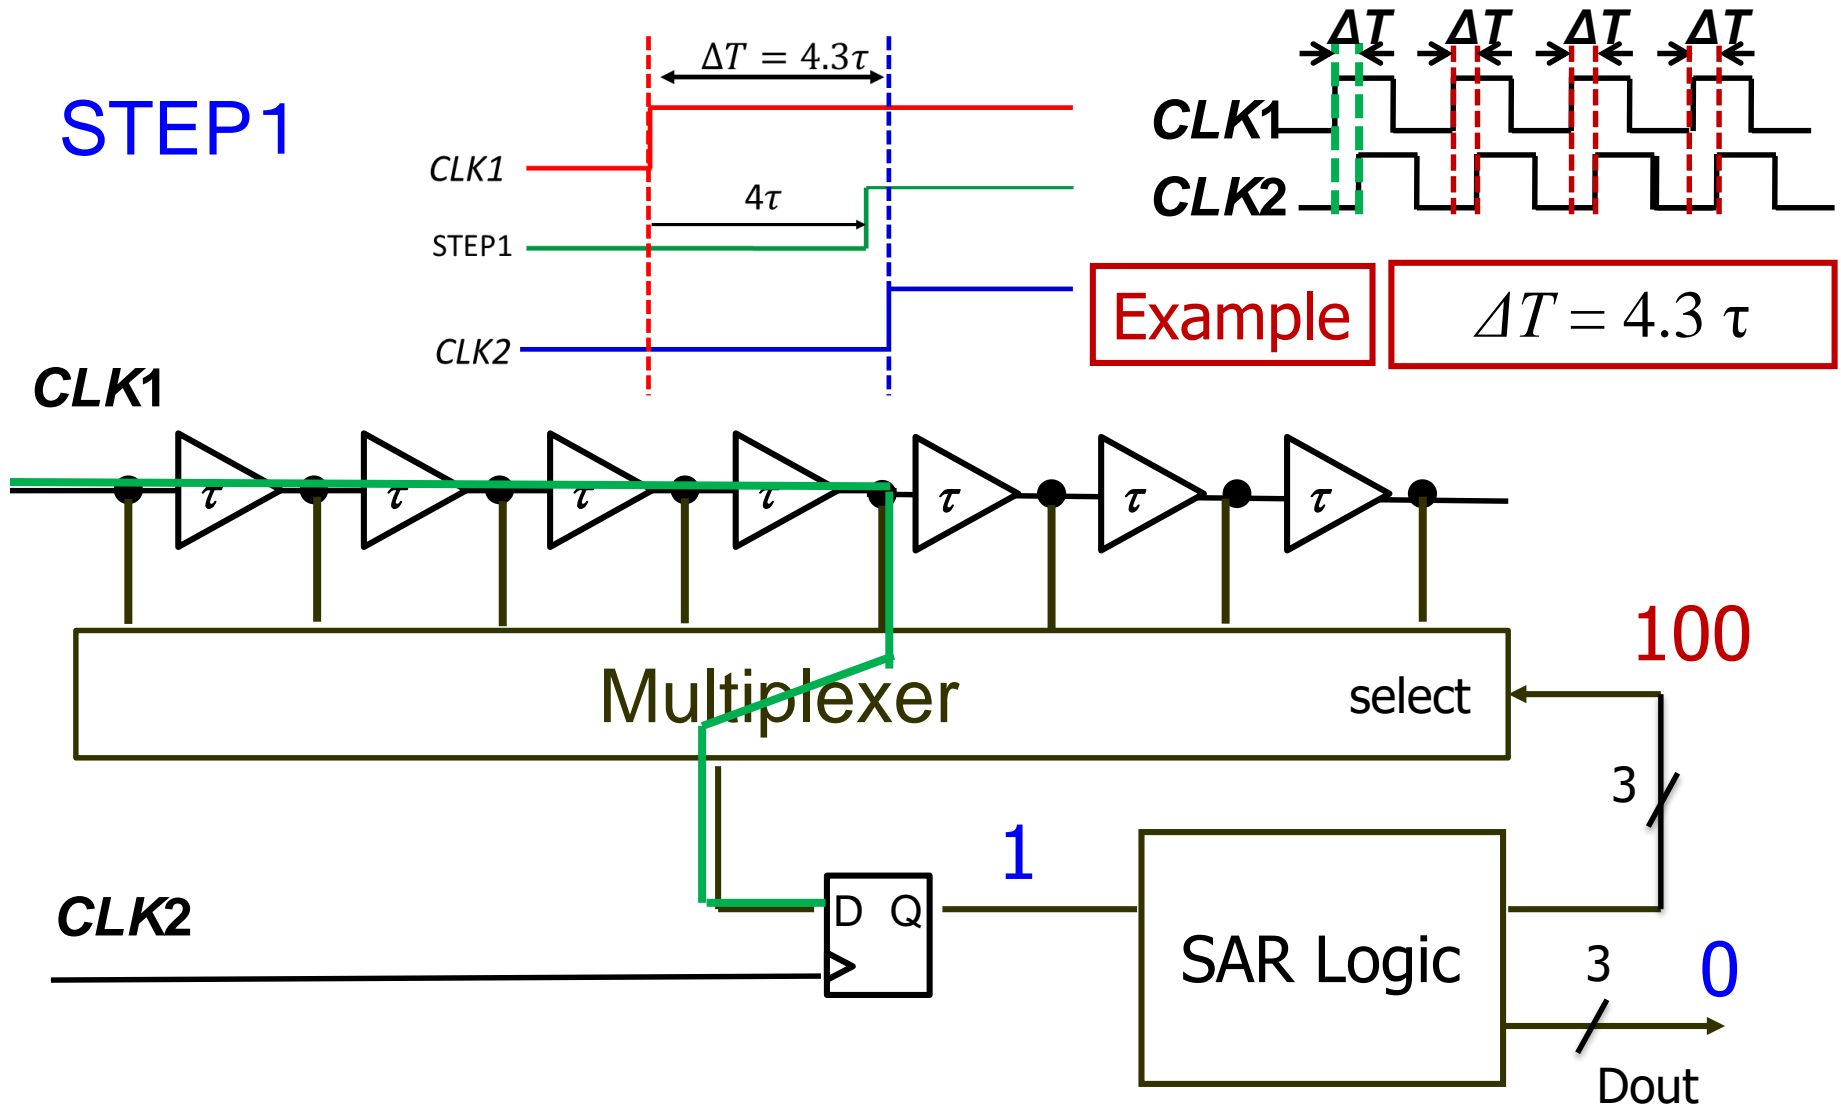 STEP1
ΔT = 4.3τ
CLK1
4τ
STEP1
CLK2
ΔT ΔT ΔT ΔT
CLK1
CLK2
Example
ΔT = 4.3 τ
CLK1
τ τ τ τ τ τ τ
Multiplexer
select
100
3
1
CLK2
D Q
SAR Logic
3
0
Dout